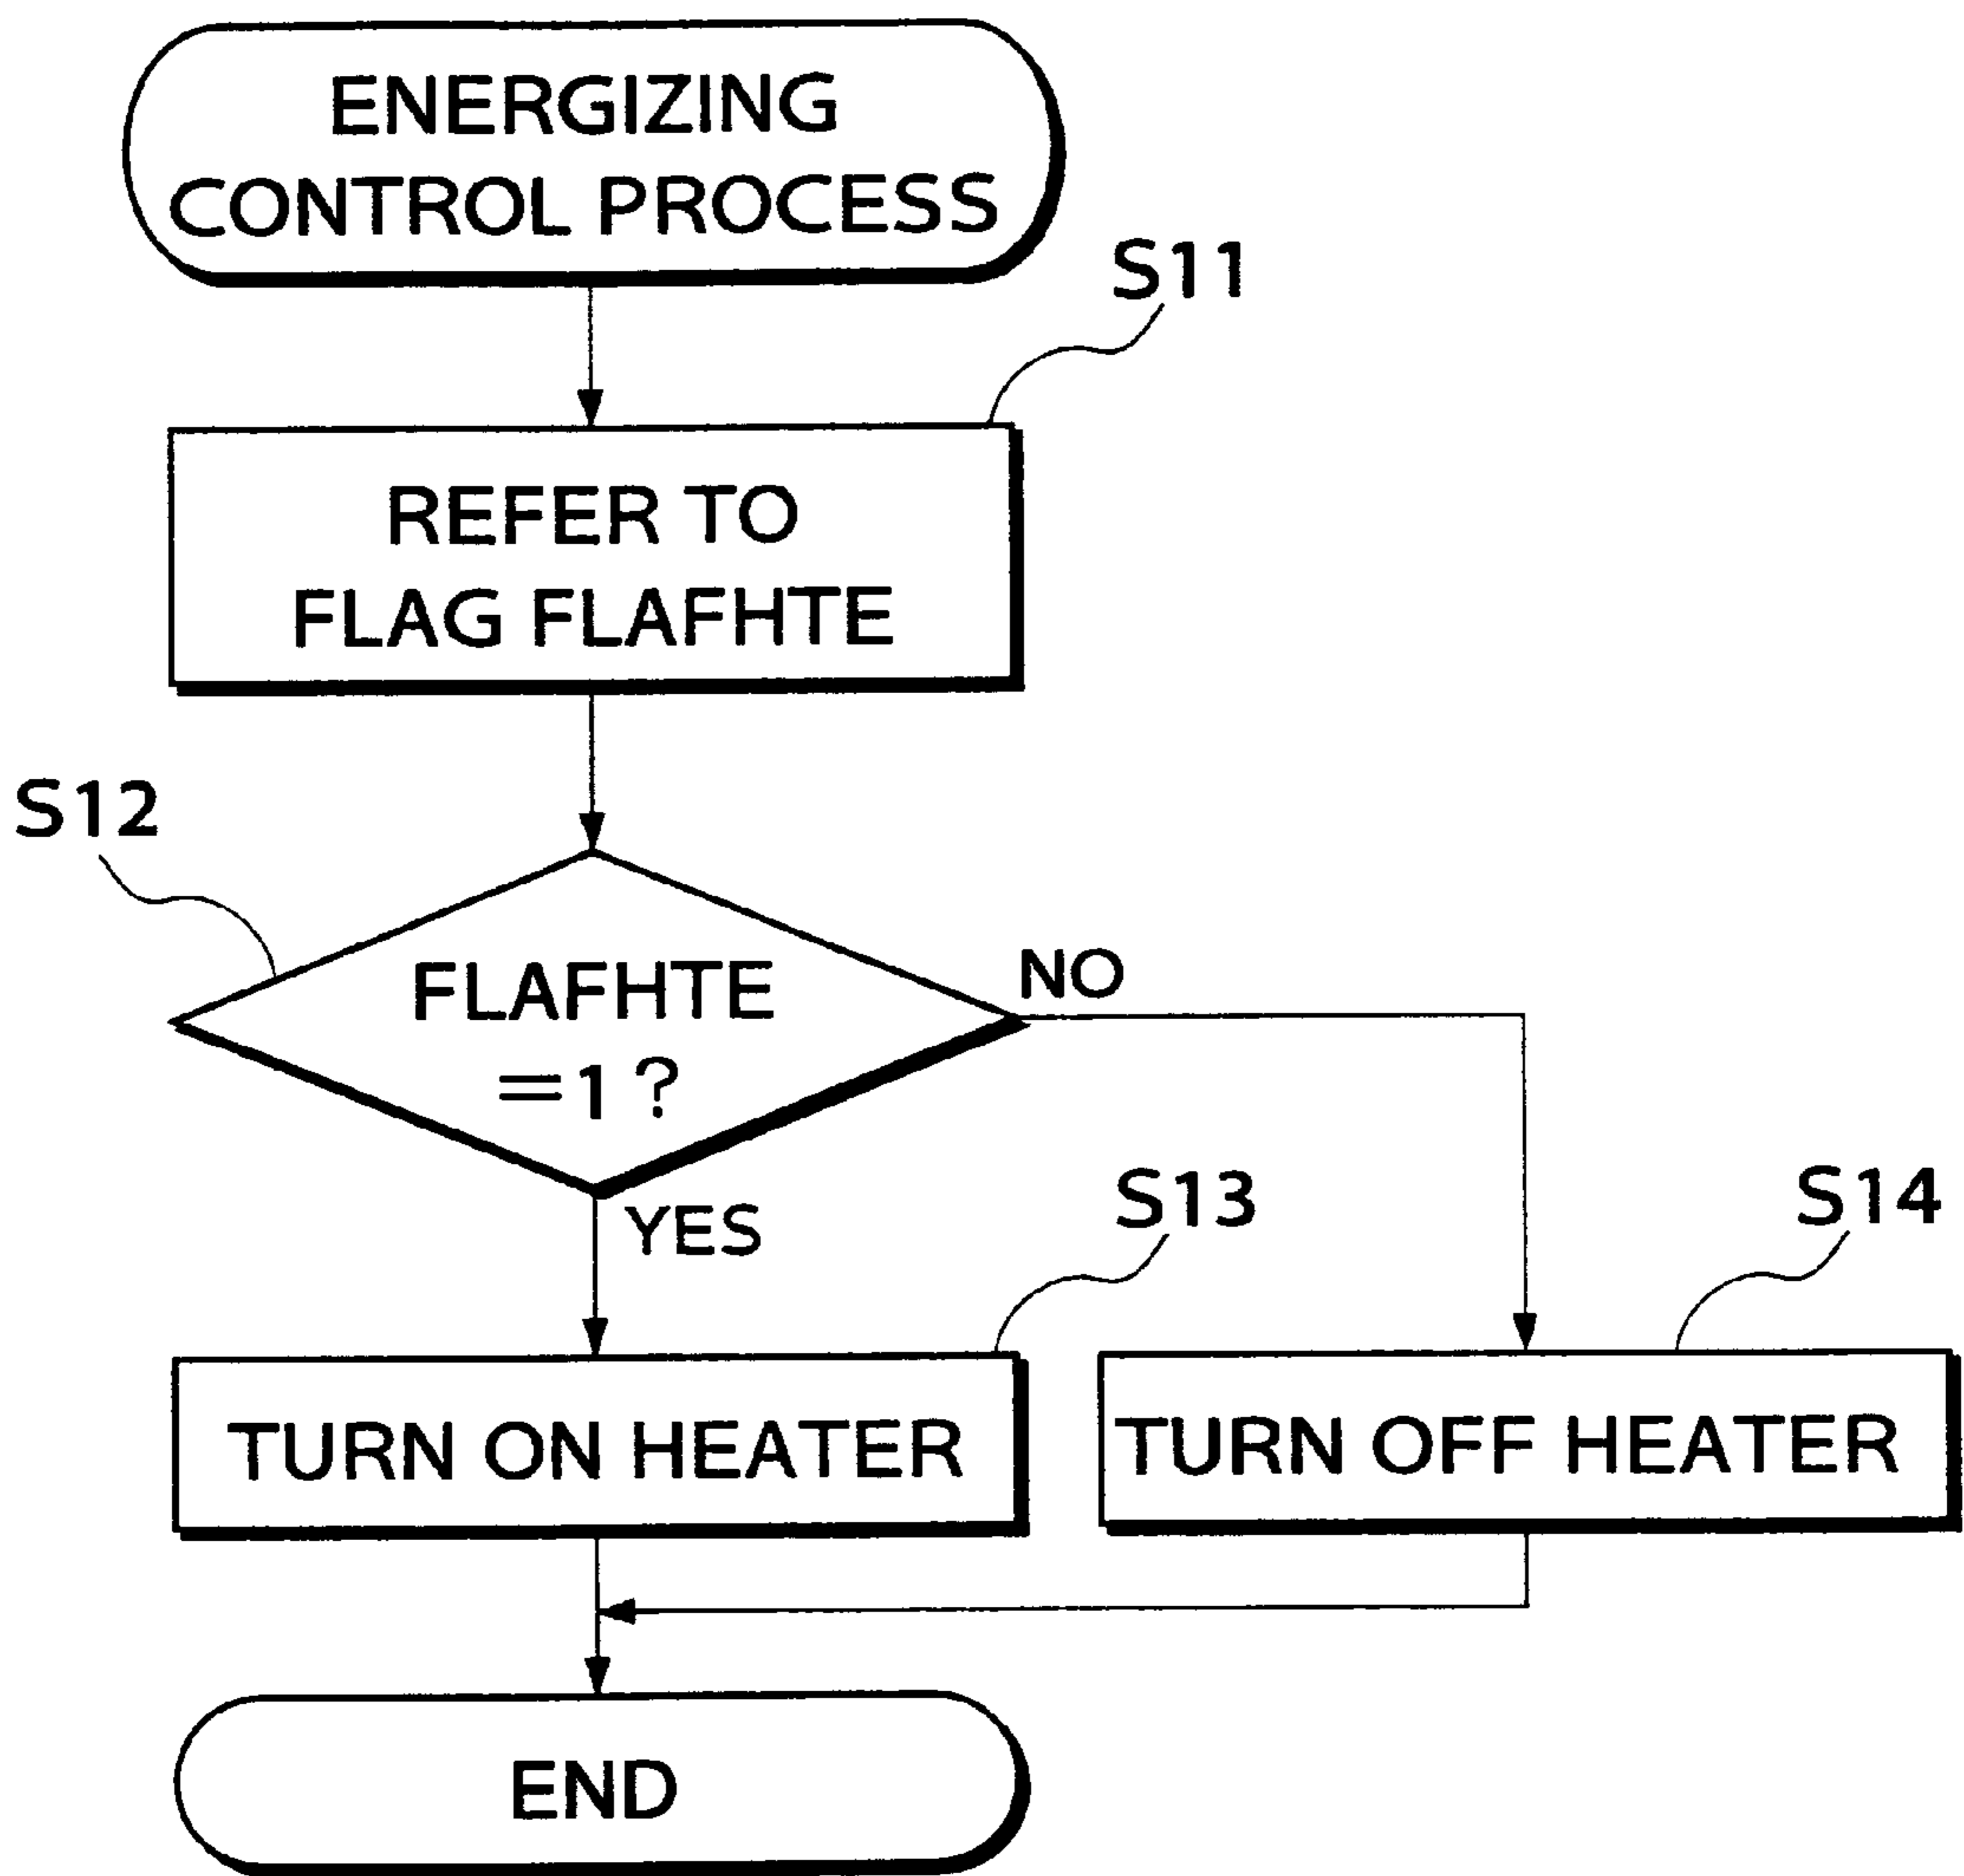 ENERGIZING
CONTROL PROCESS
S11
REFER TO
FLAG FLAFHTE
S12
FLAFHTE
=1 ?
NO
YES
S13
S14
TURN ON HEATER
TURN OFF HEATER
END